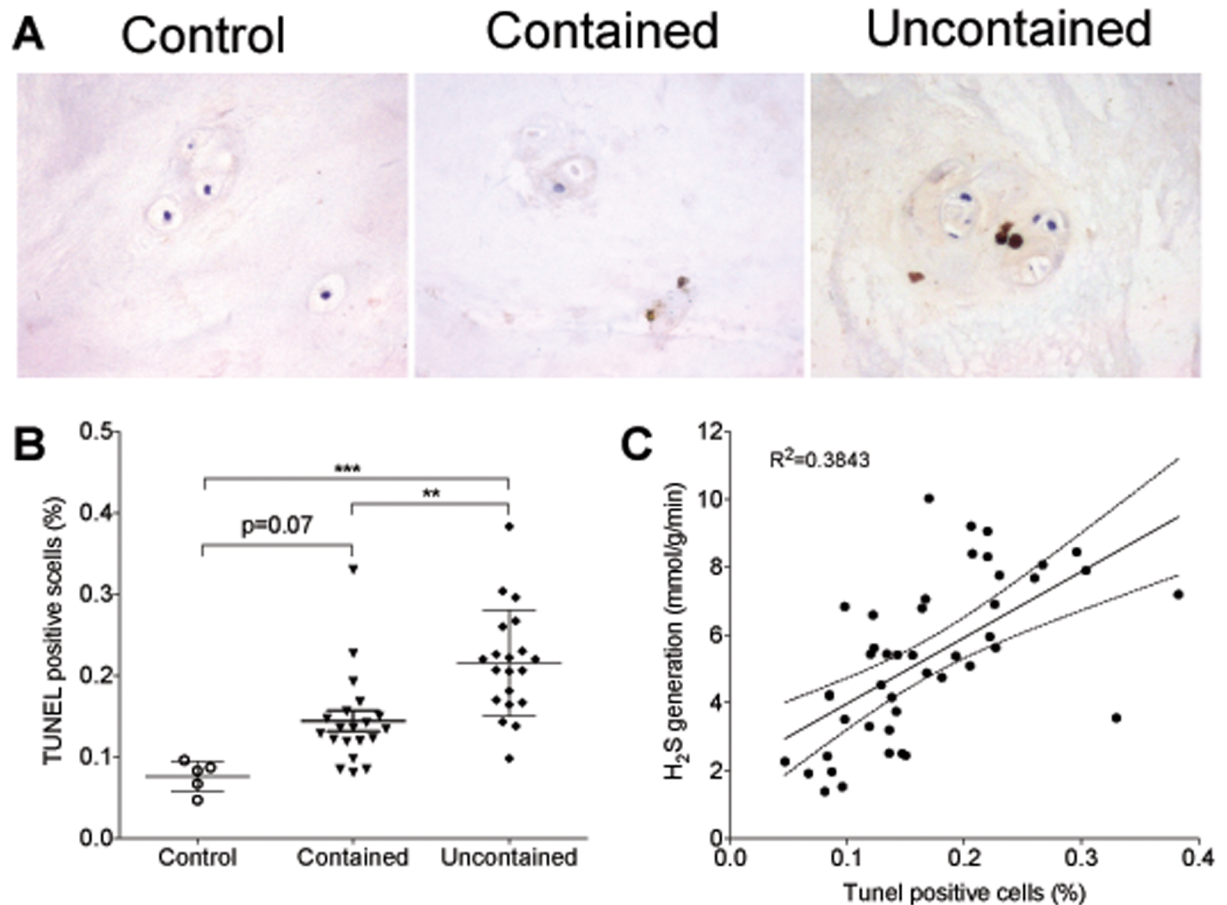 A
Control
Contained
Uncontained
B
TUNEL positive scells (%)
0.5
0.4
0.3
0.2
0.1
0.0
***
**
p=0.07
Control
Contained
Uncontained
C
H2S generation (mmol/g/min)
12
10
8
6
4
2
0
R2=0.3843
0.0
0.1
0.2
0.3
0.4
Tunel positive cells (%)